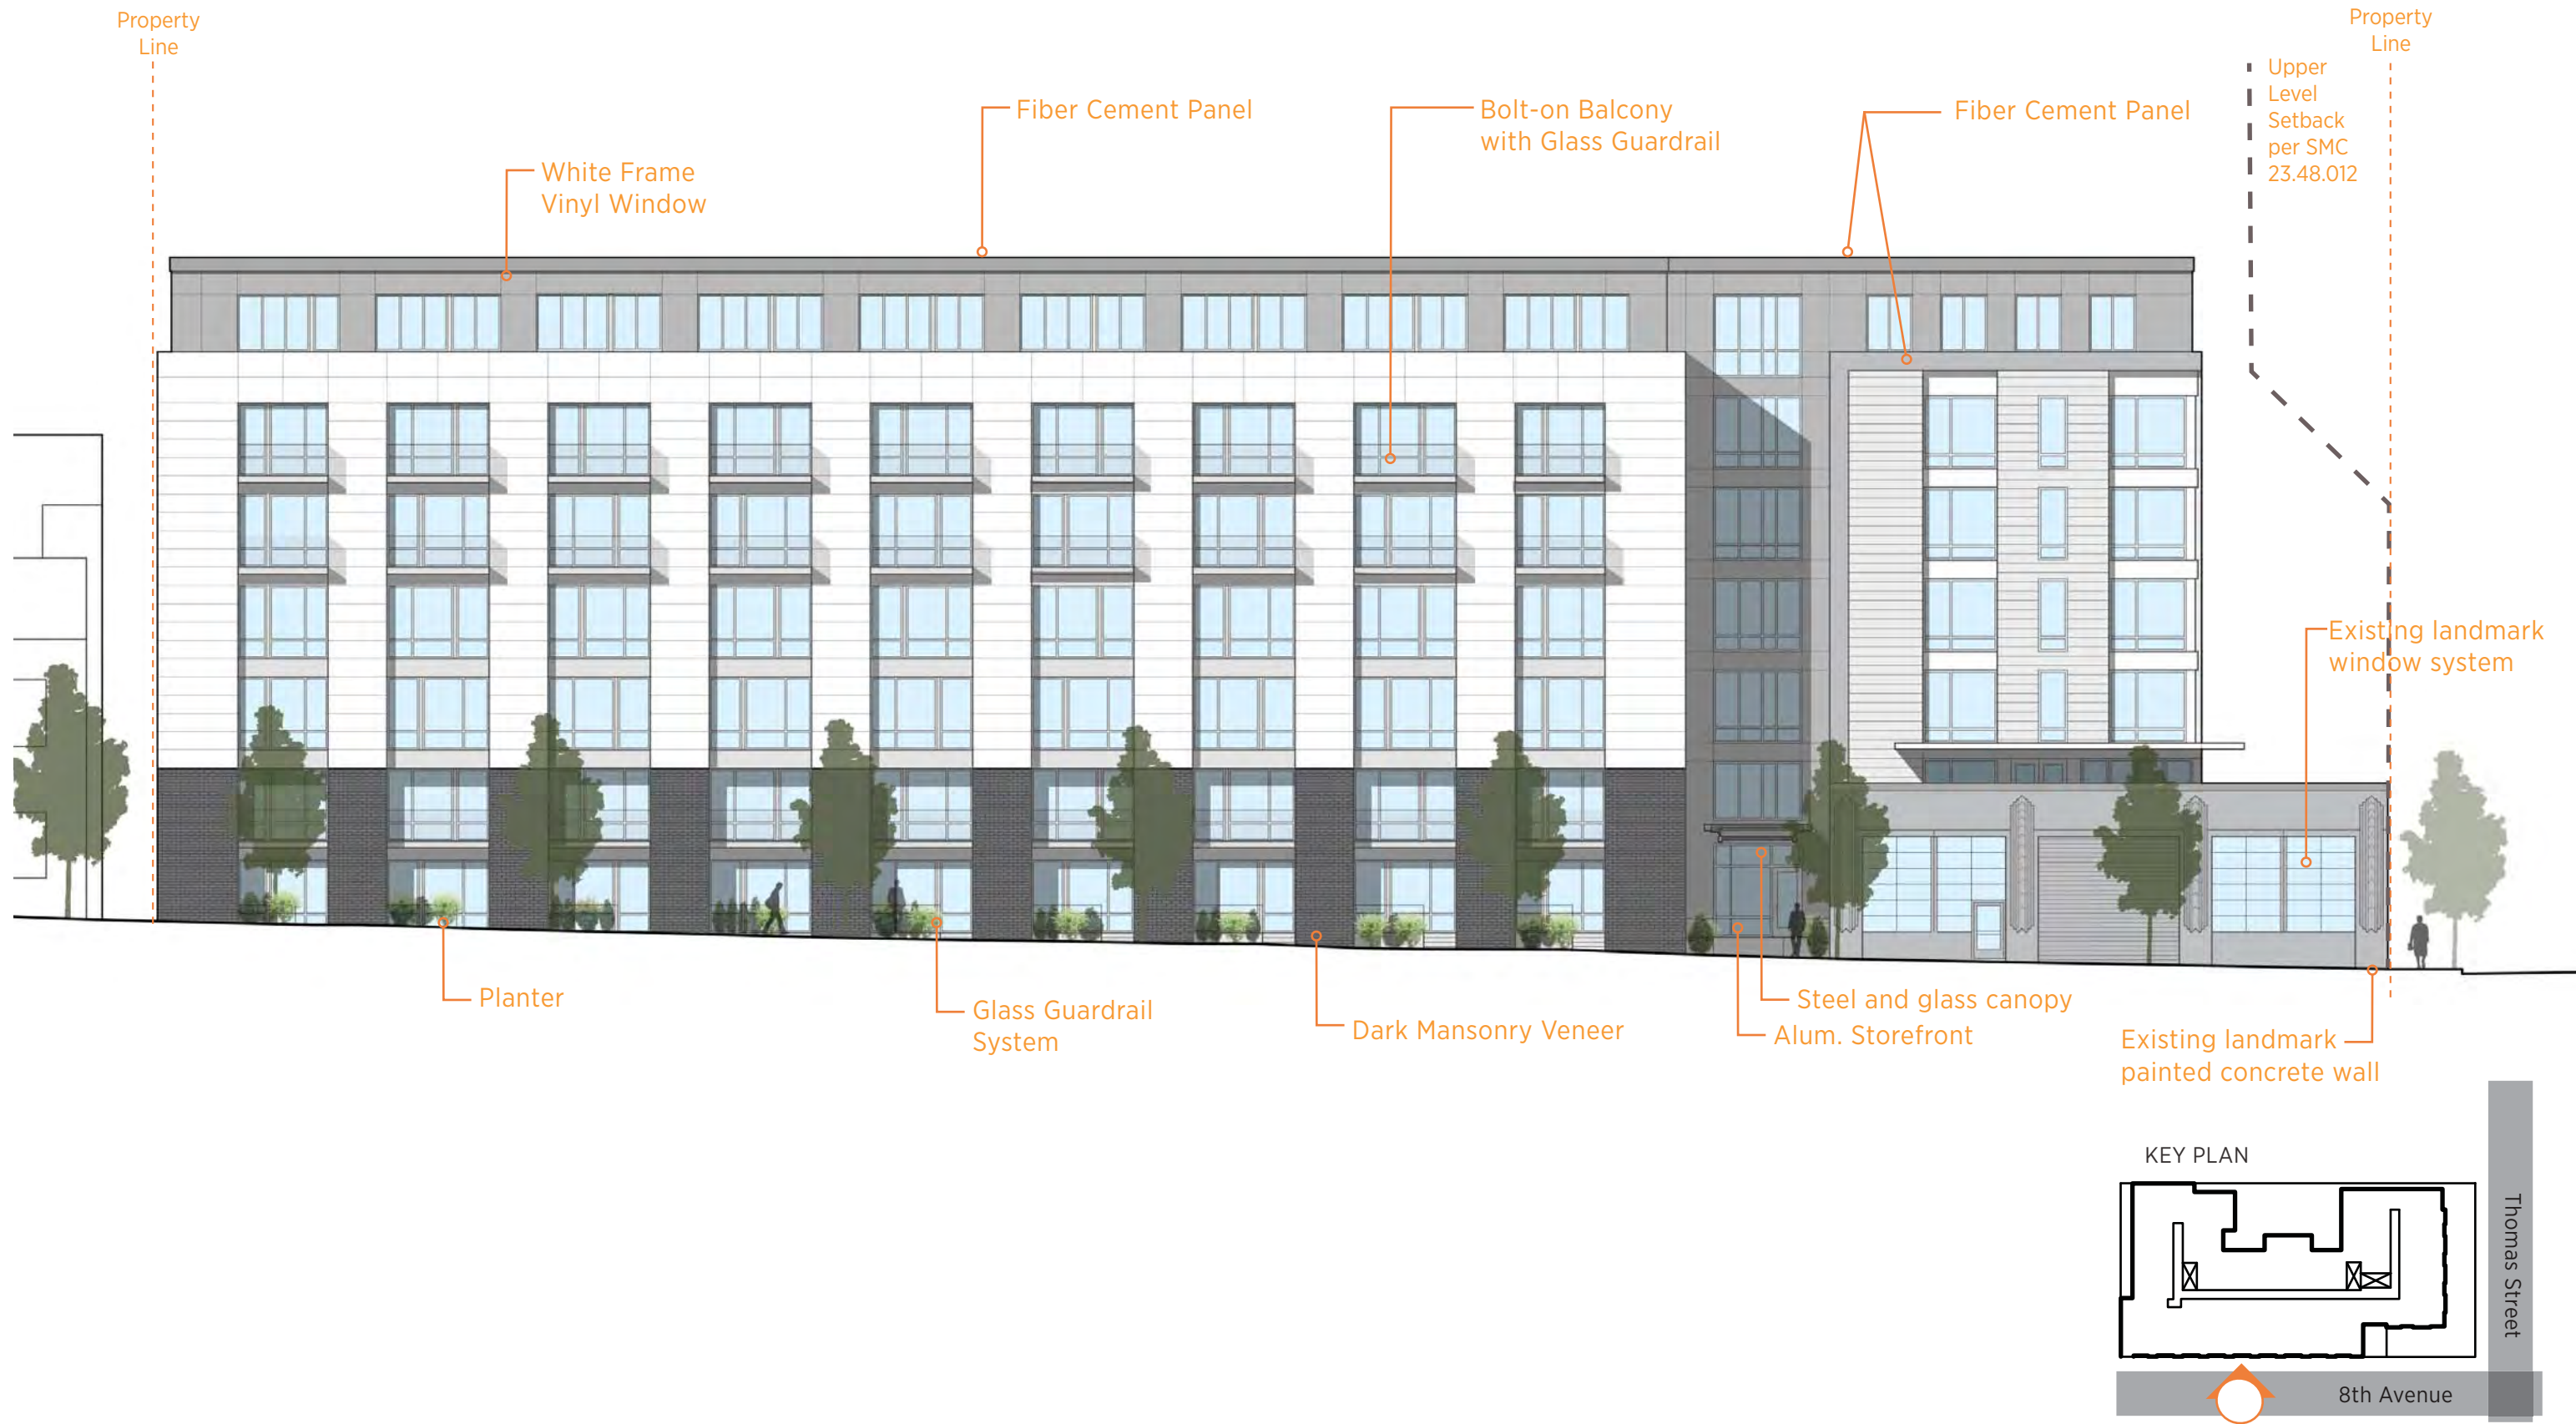 Property
Line
Property
Line
Upper
Level
Setback
per SMC
23.48.012
Fiber Cement Panel
Bolt-on Balcony
with Glass Guardrail
Fiber Cement Panel
White Frame
Vinyl Window
Existing landmark
window system
Planter
Glass Guardrail
System
Dark Mansonry Veneer
Steel and glass canopy
Alum. Storefront
Existing landmark
painted concrete wall
KEY PLAN
Thomas Street
8th Avenue